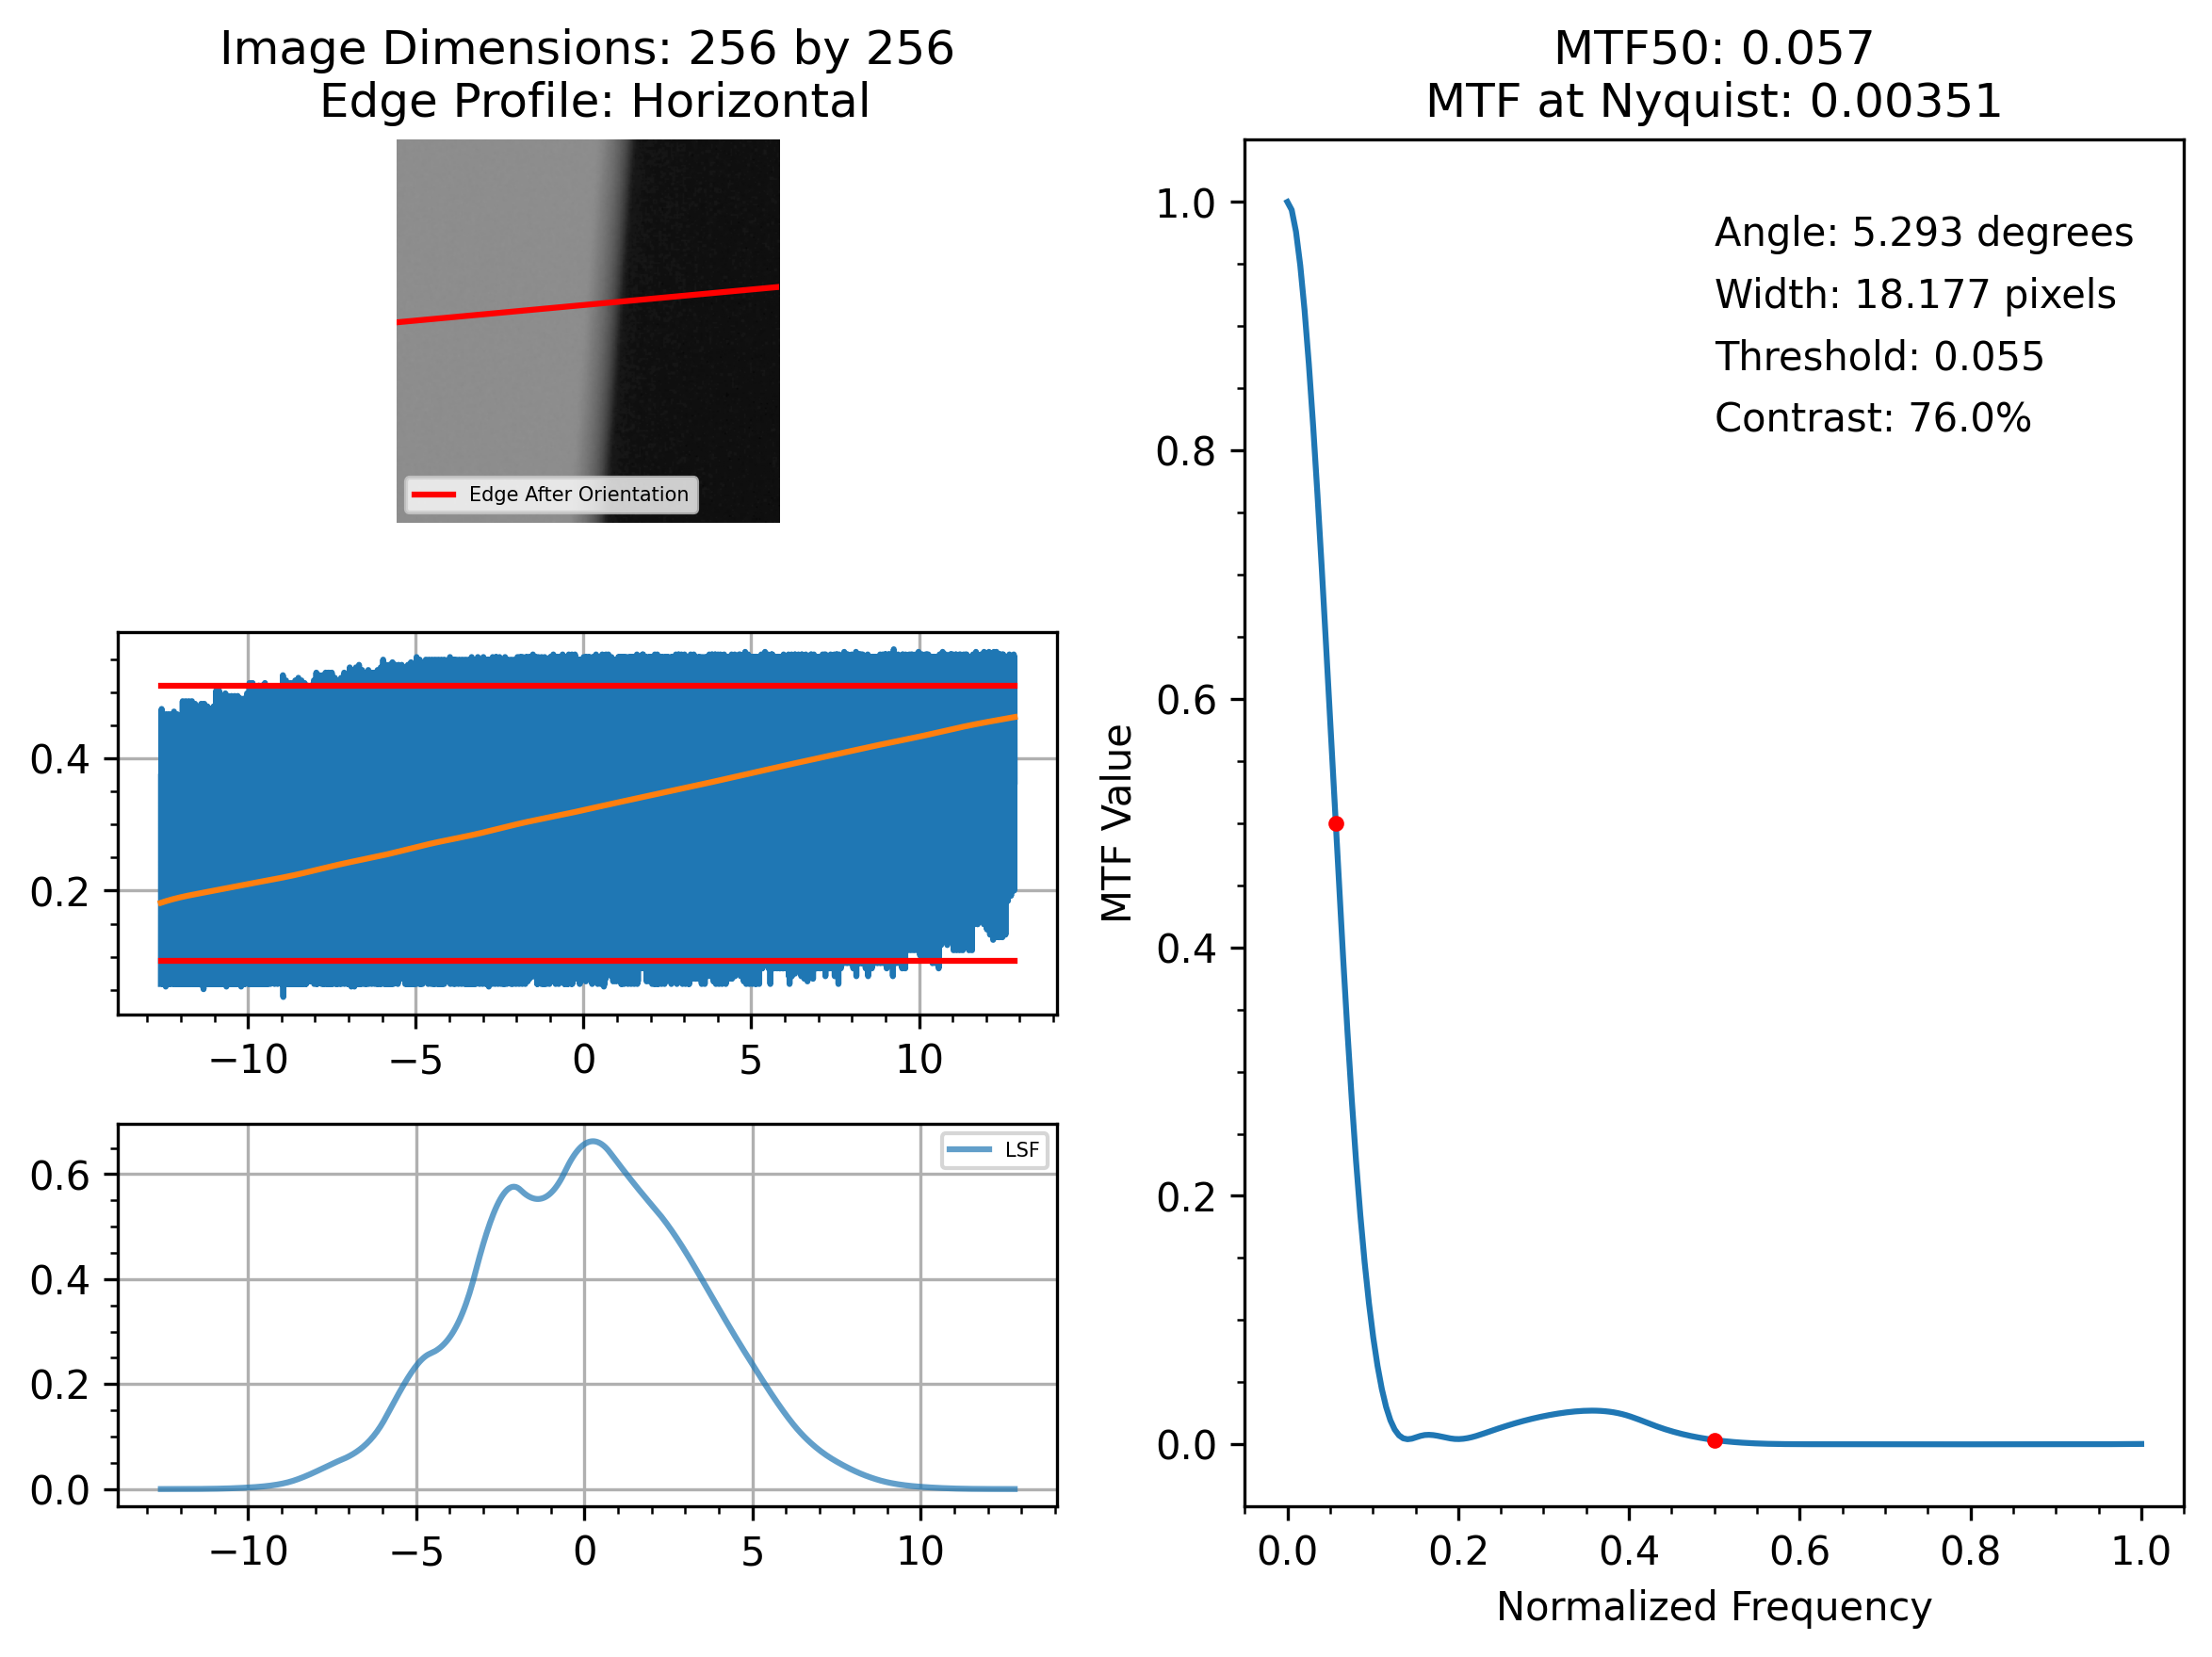 Image Dimensions: 256 by 256
Edge Profile: Horizontal
Edge After Orientation
0.4
0.2
−10 −5 0 5 10
LSF
0.6
0.4
0.2
0.0
−10 −5 0 5 10
MTF50: 0.057
MTF at Nyquist: 0.00351
Angle: 5.293 degrees
Width: 18.177 pixels
Threshold: 0.055
Contrast: 76.0%
MTF Value
1.0
0.8
0.6
0.4
0.2
0.0
0.0 0.2 0.4 0.6 0.8 1.0
Normalized Frequency